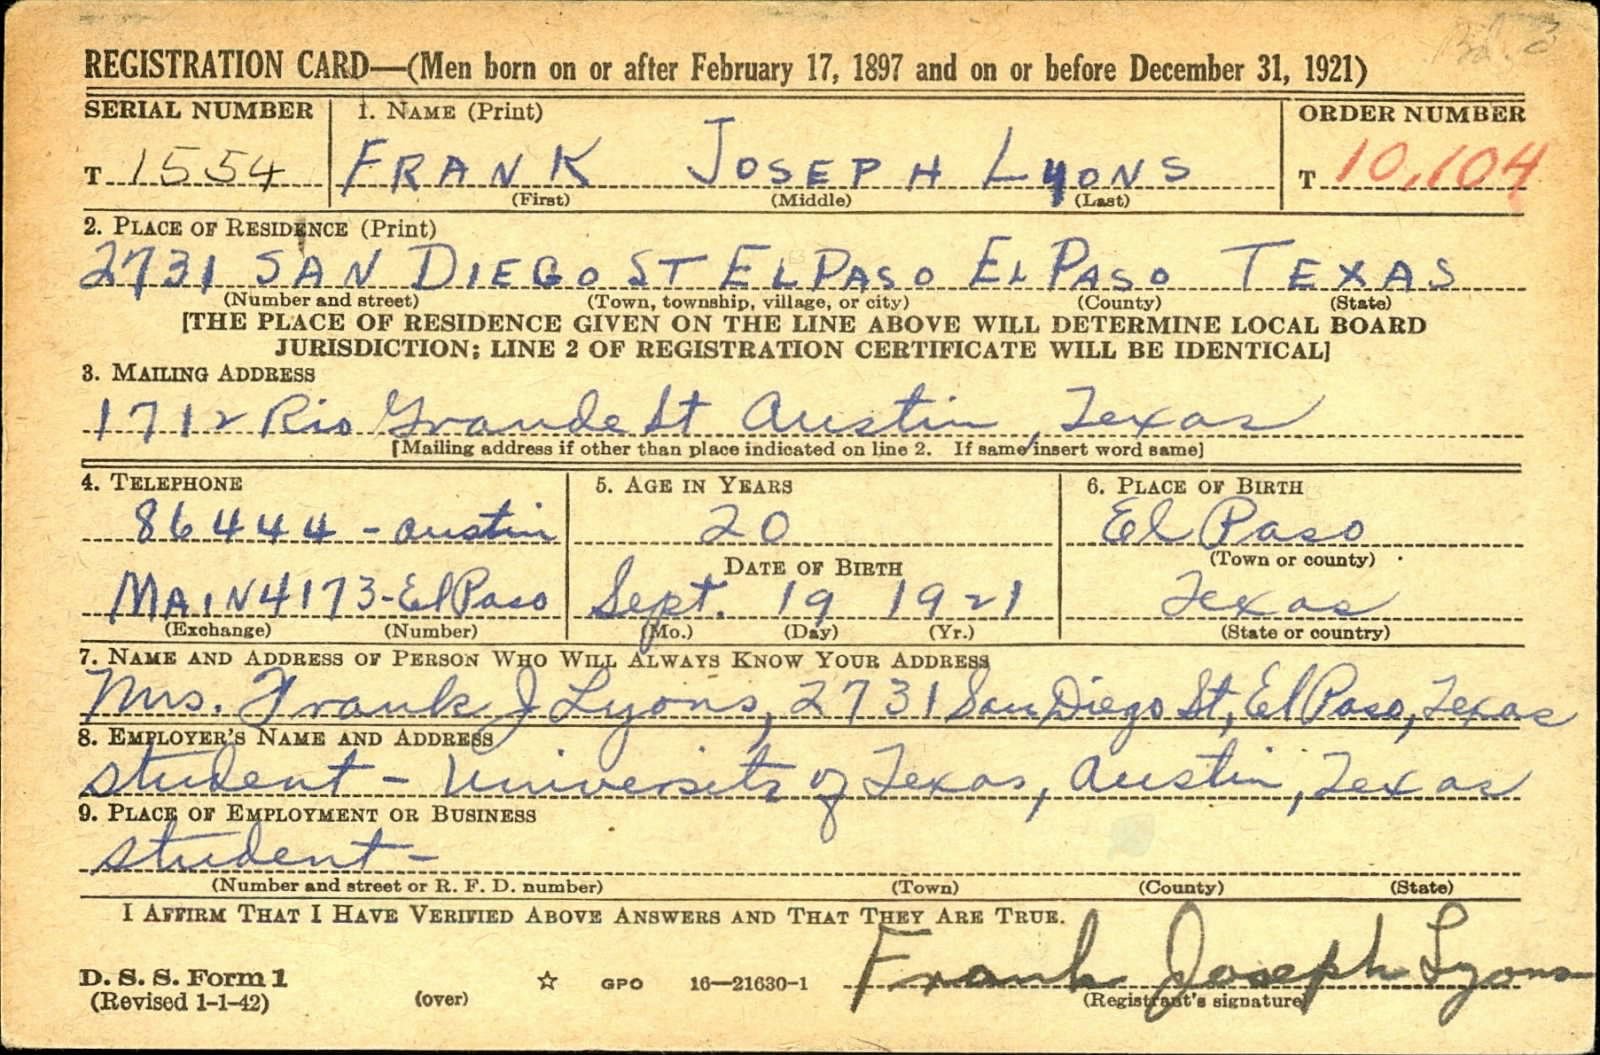 REGISTRATION CARD—(Men born on or after February 17, 1897 and on or before December 31, 1921)
SERIAL NUMBER 1. NAME (Print) ORDER NUMBER
T 1554 FRANK JOSEPH LYONS T 10,104
(First) (Middle) (Last)
2. PLACE OF RESIDENCE (Print)
2731 SAN DIEGO ST EL PASO EL PASO TEXAS
(Number and street) (Town, township, village, or city) (County) (State)
[THE PLACE OF RESIDENCE GIVEN ON THE LINE ABOVE WILL DETERMINE LOCAL BOARD
JURISDICTION; LINE 2 OF REGISTRATION CERTIFICATE WILL BE IDENTICAL]
3. MAILING ADDRESS
1712 Rio Grande St Austin, Texas
[Mailing address if other than place indicated on line 2. If same insert word same]
4. TELEPHONE 5. AGE IN YEARS 6. PLACE OF BIRTH
86444 - Austin 20 El Paso
DATE OF BIRTH (Town or county)
MAIN 4173 - El Paso Sept. 19 1921 Texas
(Exchange) (Number) (Mo.) (Day) (Yr.) (State or country)
7. NAME AND ADDRESS OF PERSON WHO WILL ALWAYS KNOW YOUR ADDRESS
Mrs. Frank J Lyons, 2731 San Diego St, El Paso, Texas
8. EMPLOYER'S NAME AND ADDRESS
student - University of Texas, Austin, Texas
9. PLACE OF EMPLOYMENT OR BUSINESS
student -
(Number and street or R. F. D. number) (Town) (County) (State)
I AFFIRM THAT I HAVE VERIFIED ABOVE ANSWERS AND THAT THEY ARE TRUE.
D. S. S. Form 1 ☆ GPO 16—21630-1 Frank Joseph Lyons
(Revised 1-1-42) (over) (Registrant's signature)